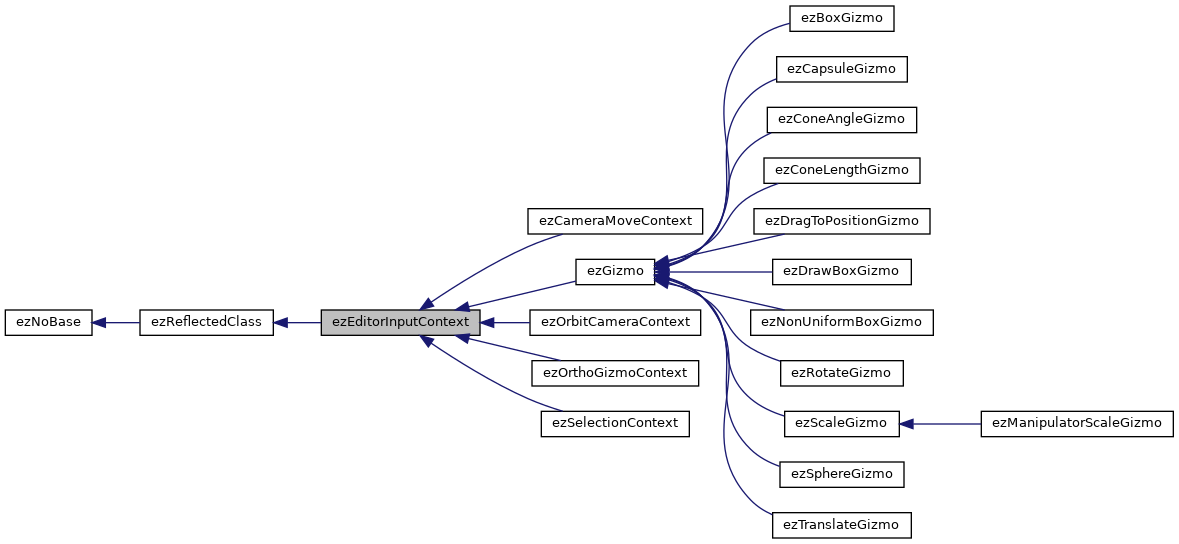 ezBoxGizmo
ezCapsuleGizmo
ezConeAngleGizmo
ezConeLengthGizmo
ezCameraMoveContext
ezDragToPositionGizmo
ezGizmo
ezDrawBoxGizmo
ezNoBase
ezReflectedClass
ezEditorInputContext
ezOrbitCameraContext
ezNonUniformBoxGizmo
ezOrthoGizmoContext
ezRotateGizmo
ezSelectionContext
ezScaleGizmo
ezManipulatorScaleGizmo
ezSphereGizmo
ezTranslateGizmo